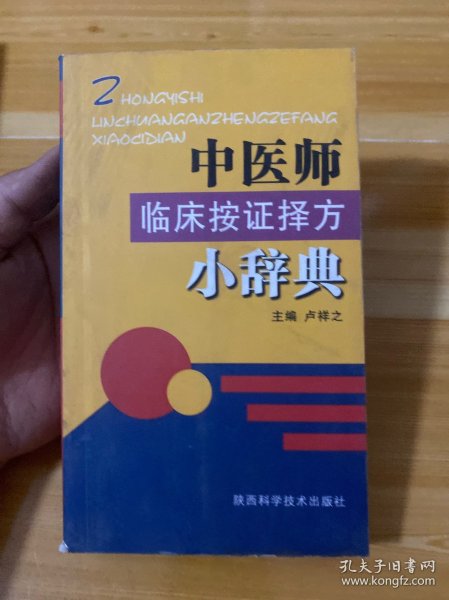 ZHONGYISHI
LINCHUANGANZHENGZEFANG
XIAOCIDIAN
中医师
临床按证择方
小辞典
主编 卢祥之
陕西科学技术出版社
孔夫子旧书网
www.kongfz.com